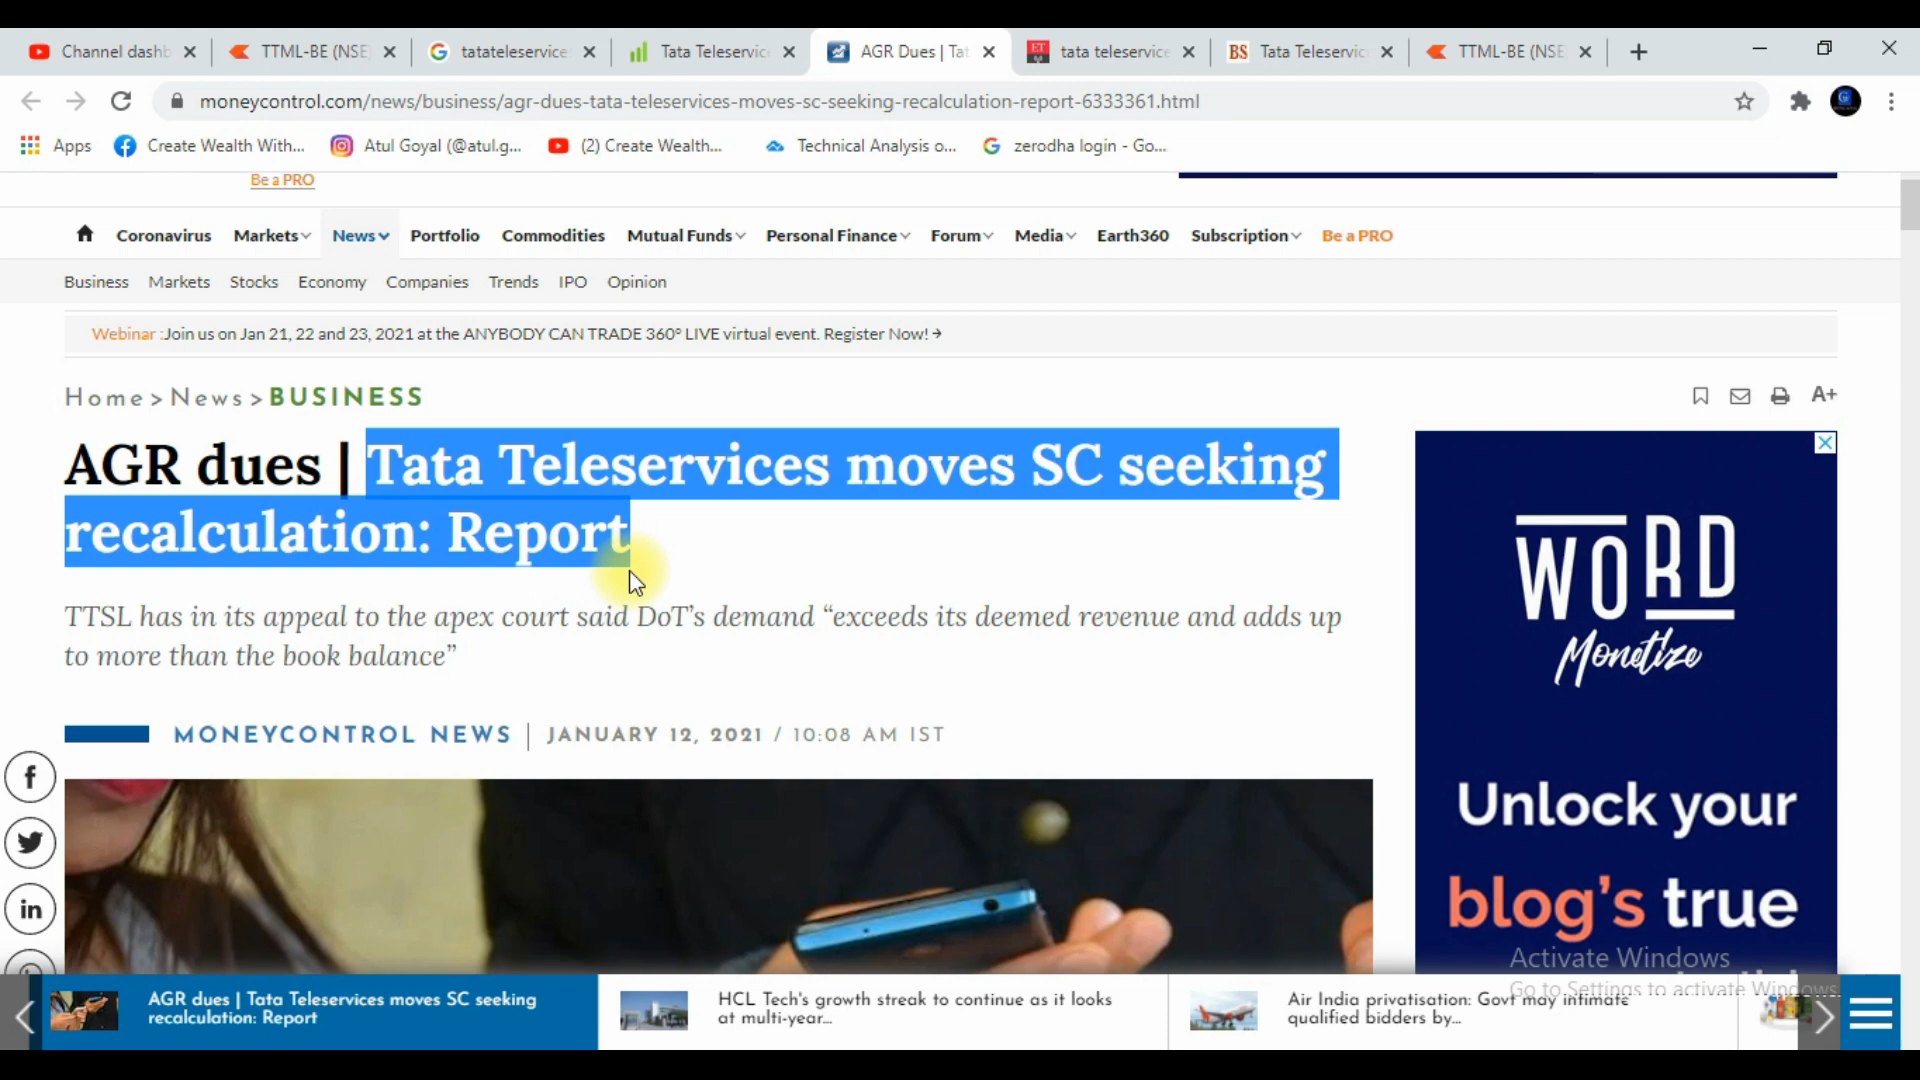 Channel dashb
TTML-BE (NSE
tatateleservice
Tata Teleservic
AGR Dues | Tat
tata teleservice
BS Tata Teleservic
TTML-BE (NSE
moneycontrol.com/news/business/agr-dues-tata-teleservices-moves-sc-seeking-recalculation-report-6333361.html
Apps
Create Wealth With...
Atul Goyal (@atul.g...
(2) Create Wealth...
Technical Analysis o...
zerodha login - Go...
Be a PRO
Coronavirus Markets News Portfolio Commodities Mutual Funds Personal Finance Forum Media Earth360 Subscription Be a PRO
Business Markets Stocks Economy Companies Trends IPO Opinion
Webinar :Join us on Jan 21, 22 and 23, 2021 at the ANYBODY CAN TRADE 360° LIVE virtual event. Register Now! →
Home > News > BUSINESS
A+
AGR dues | Tata Teleservices moves SC seeking
recalculation: Report
TTSL has in its appeal to the apex court said DoT’s demand “exceeds its deemed revenue and adds up
to more than the book balance”
MONEYCONTROL NEWS | JANUARY 12, 2021 / 10:08 AM IST
WORD
Monetize
Unlock your
blog's true
Activate Windows
Go to Settings to activate Windows.
AGR dues | Tata Teleservices moves SC seeking
recalculation: Report
HCL Tech's growth streak to continue as it looks
at multi-year...
Air India privatisation: Govt may intimate
qualified bidders by...